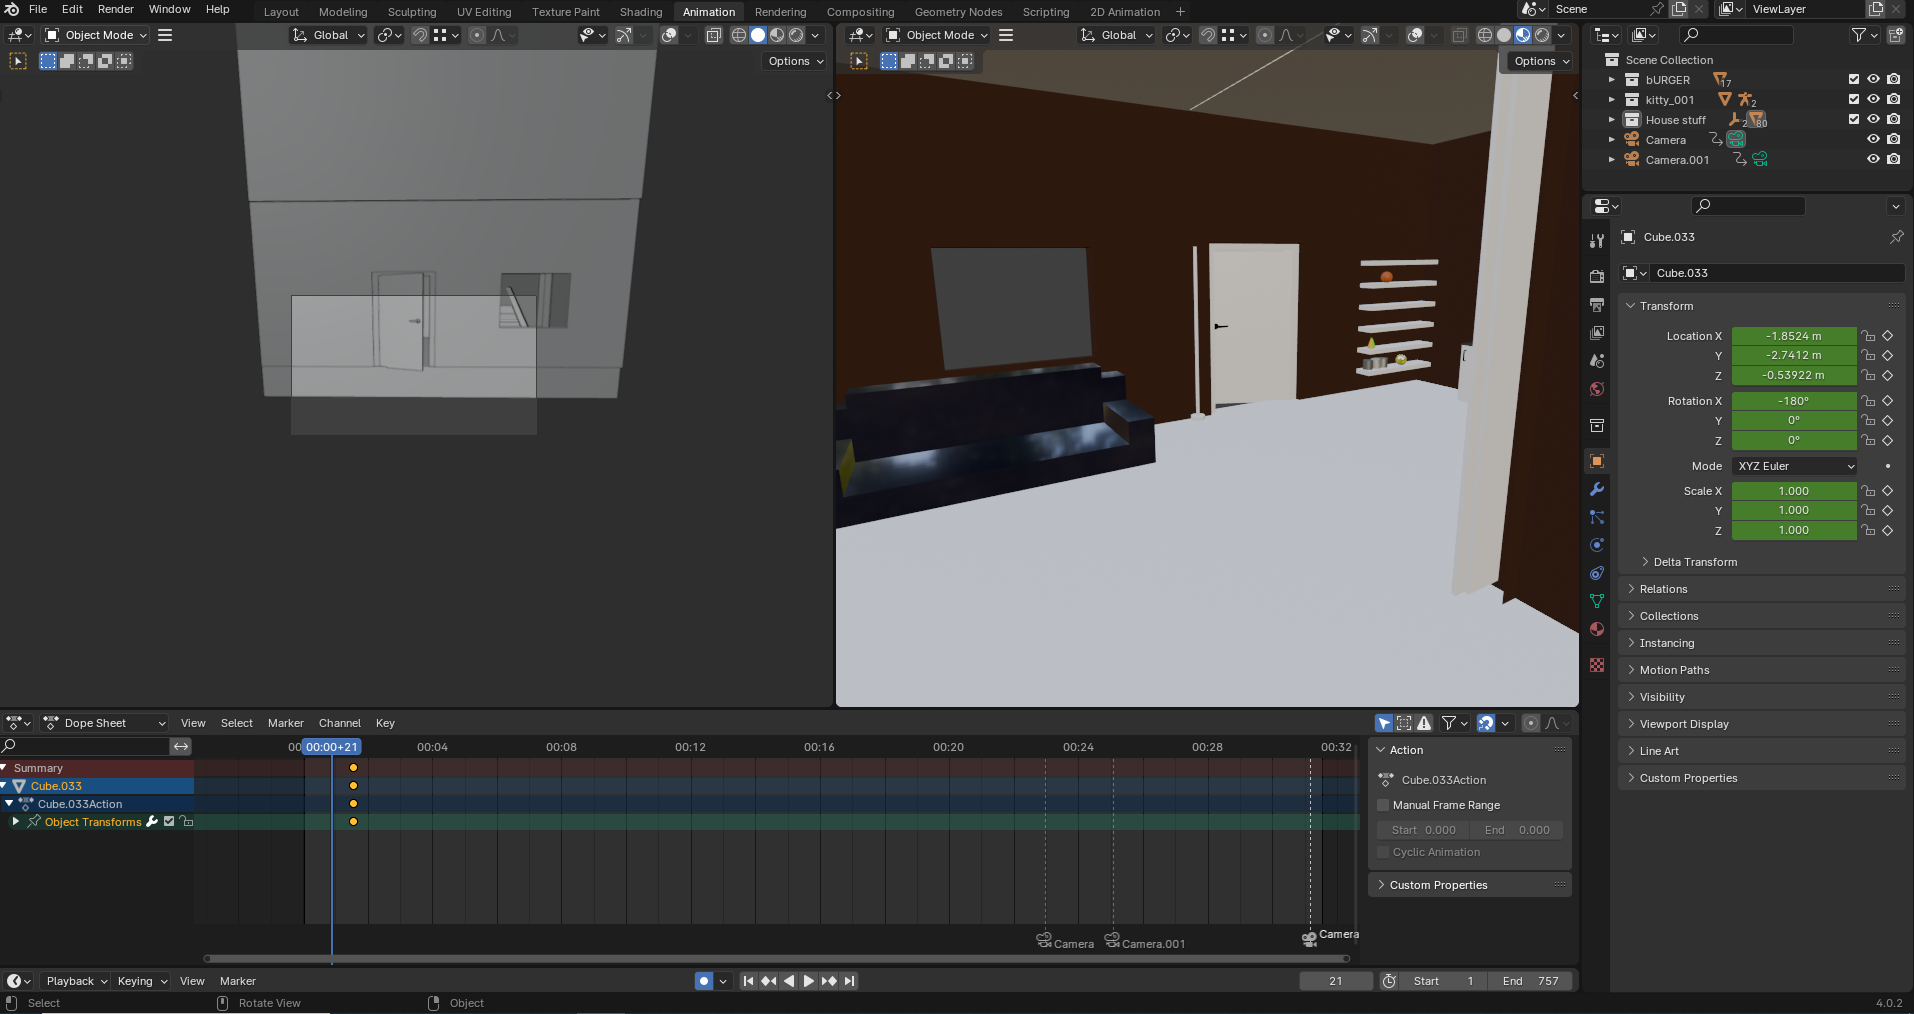 File Edit Render Window Help Layout Modeling Sculpting UV Editing Texture Paint Shading Animation Rendering Compositing Geometry Nodes Scripting 2D Animation + Scene ViewLayer
Object Mode Global Object Mode Global
Options Options
Scene Collection
bURGER 17
kitty_001 2
House stuff 2 80
Camera
Camera.001
Cube.033
Cube.033
Transform
Location X -1.8524 m
Y -2.7412 m
Z -0.53922 m
Rotation X -180°
Y 0°
Z 0°
Mode XYZ Euler
Scale X 1.000
Y 1.000
Z 1.000
Delta Transform
Relations
Collections
Instancing
Motion Paths
Visibility
Viewport Display
Line Art
Custom Properties
Dope Sheet View Select Marker Channel Key
00 00:00+21 00:04 00:08 00:12 00:16 00:20 00:24 00:28 00:32
Summary
Cube.033
Cube.033Action
Object Transforms
Action
Cube.033Action
Manual Frame Range
Start 0.000 End 0.000
Cyclic Animation
Custom Properties
Camera Camera.001 Camera
Playback Keying View Marker 21 Start 1 End 757
Select Rotate View Object 4.0.2